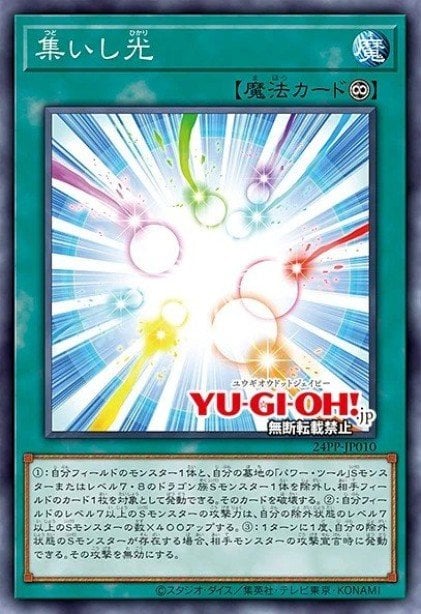 集いし光
魔
【魔法カード】
ユウギオウドットジェイピー
YU-GI-OH!.jp
無断転載禁止
24PP-JP010
①:自分フィールドのモンスター1体と、自分の墓地の「パワー・ツール」Sモンス
ターまたはレベル7・8のドラゴン族Sモンスター1体を除外し、相手フィ
ールドのカード1枚を対象として発動できる。そのカードを破壊する。②:自分フィー
ルドのレベル7以上のSモンスターの攻撃力は、自分の除外状態のレベル7
以上のSモンスターの数×400アップする。③:1ターンに1度、自分の除外
状態のSモンスターが存在する場合、相手モンスターの攻撃宣言時に発動
できる。その攻撃を無効にする。
©スタジオ・ダイス/集英社・テレビ東京・KONAMI